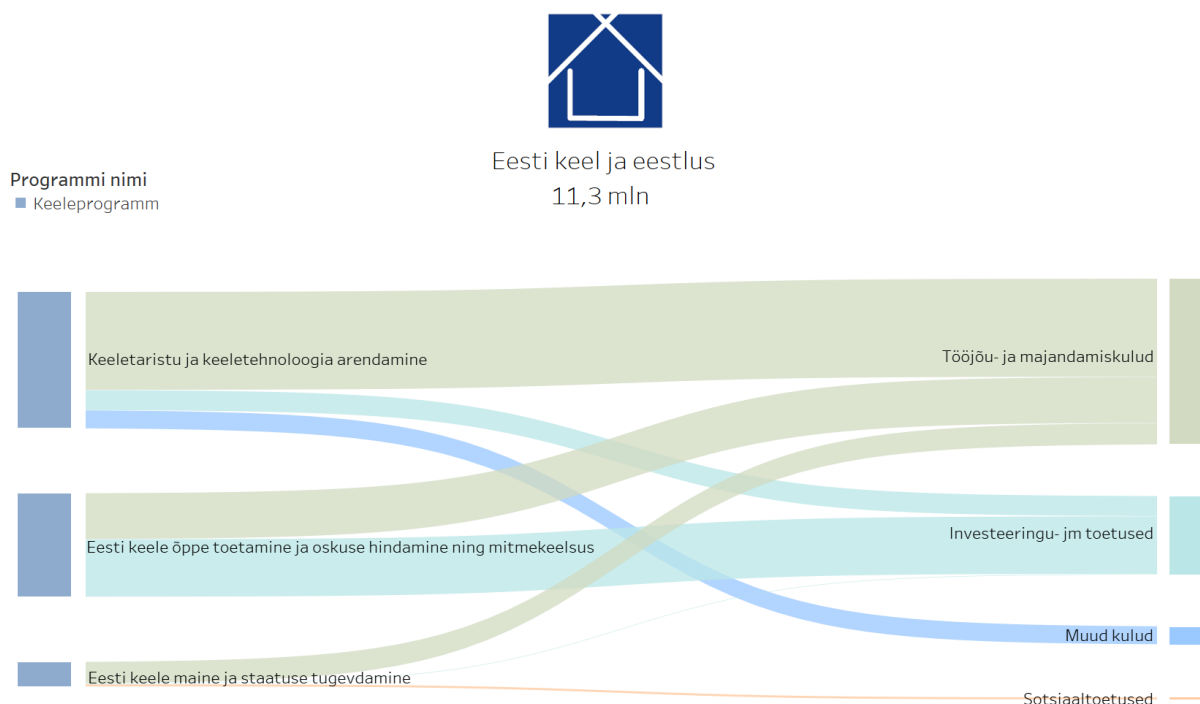 Eesti keel ja eestlus
11,3 mln
Programmi nimi
Keeleprogramm
Keeletaristu ja keeletehnoloogia arendamine
Tööjõu- ja majandamiskulud
Eesti keele õppe toetamine ja oskuse hindamine ning mitmekeelsus
Investeeringu- jm toetused
Muud kulud
Eesti keele maine ja staatuse tugevdamine
Sotsiaaltoetused